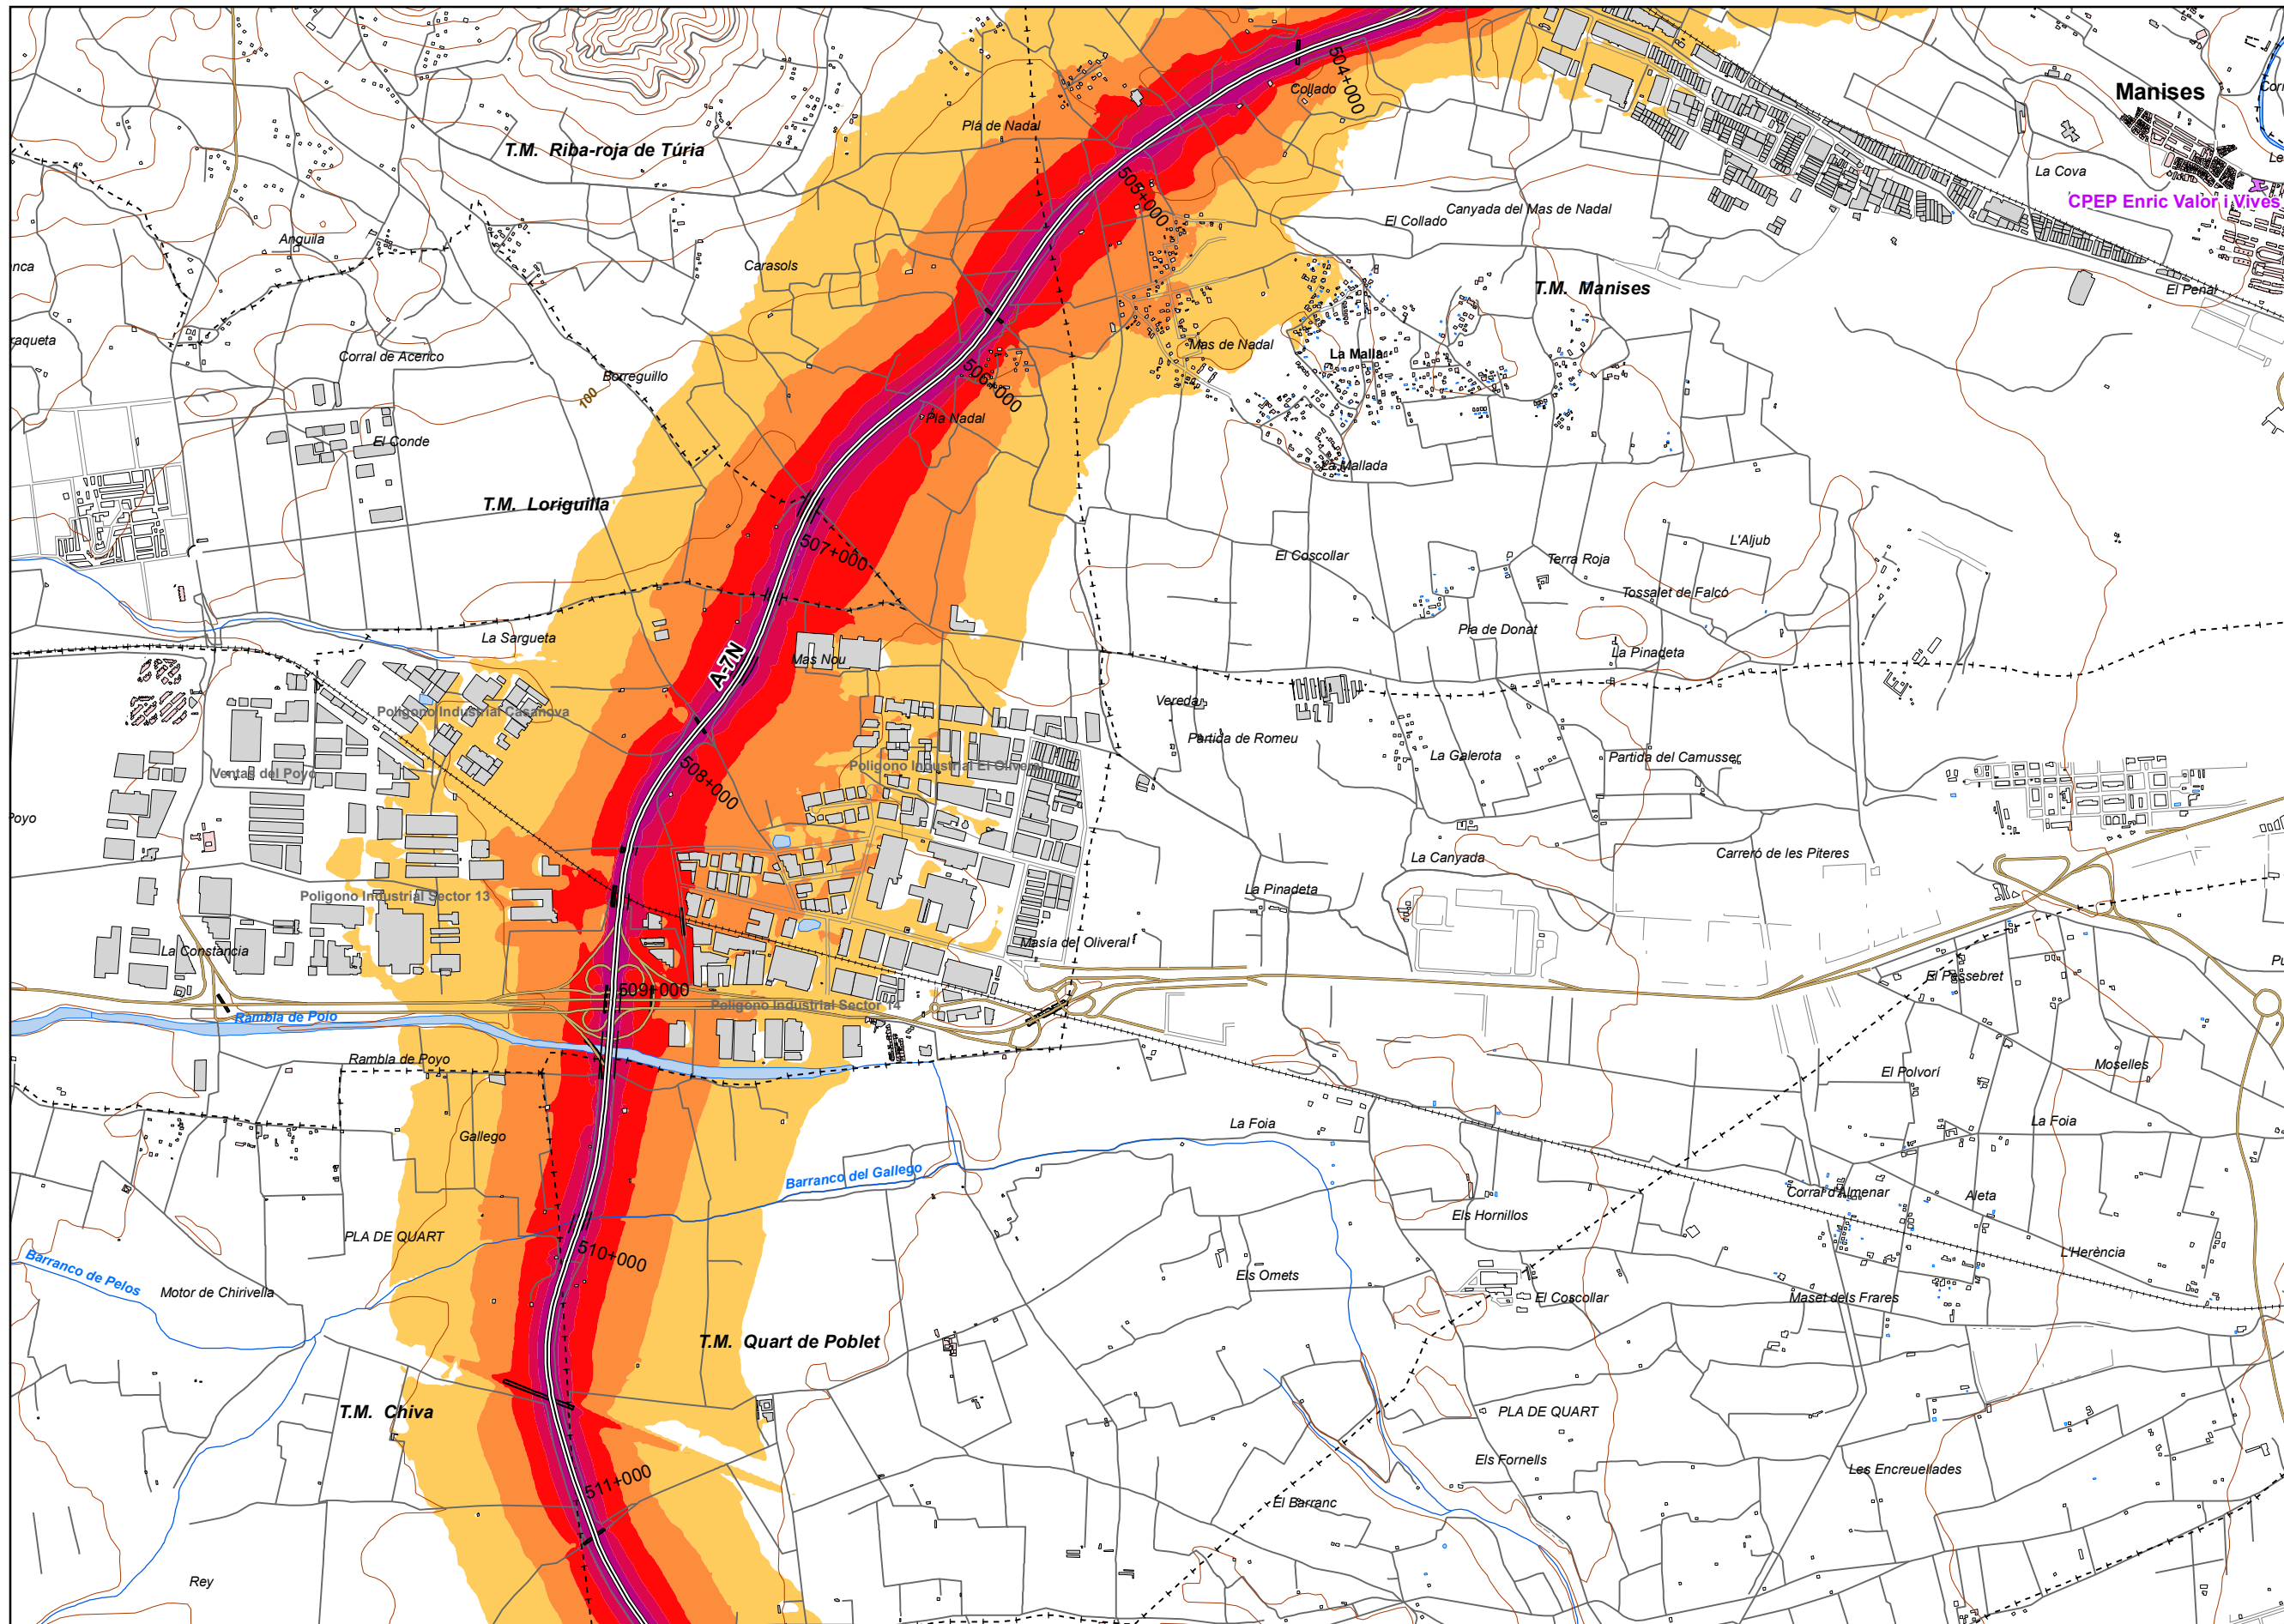 504+000
Collado
Manises
Plá de Nadal
T.M. Riba-roja de Túria
La Cova
CPEP Enric Valor i Vives
505+000
Canyada del Mas de Nadal
El Collado
Anguila
Carasols
T.M. Manises
El Penal
Mas de Nadal
La Malla
Corral de Acerico
Borreguillo
506+000
100
Pla Nadal
El Conde
La Mallada
T.M. Loriguilla
507+000
El Coscollar
Terra Roja
L'Aljub
Tossalet de Falcó
Pla de Donat
La Sargueta
A-7N
Mas Nou
La Pinadeta
Vereda
Poligono Industrial Casanova
Partida de Romeu
La Galerota
Partida del Camusser
Ventas del Poyo
508+000
Poligono Industrial El Oliveral
Poyo
La Canyada
Carreró de les Piteres
Poligono Industrial Sector 13
La Pinadeta
La Constancia
Masía del Oliveral
El Passebret
509+000
Poligono Industrial Sector 14
Rambla de Poio
Rambla de Poyo
Moselles
El Polvorí
Gallego
La Foia
La Foia
Barranco del Gallego
Corral d'Almenar
Aleta
Els Hornillos
PLA DE QUART
510+000
L'Herència
Barranco de Pelos
Motor de Chirivella
Els Omets
El Coscollar
Maset dels Frares
T.M. Quart de Poblet
T.M. Chiva
PLA DE QUART
Els Fornells
Les Encreuellades
511+000
El Barranc
Rey